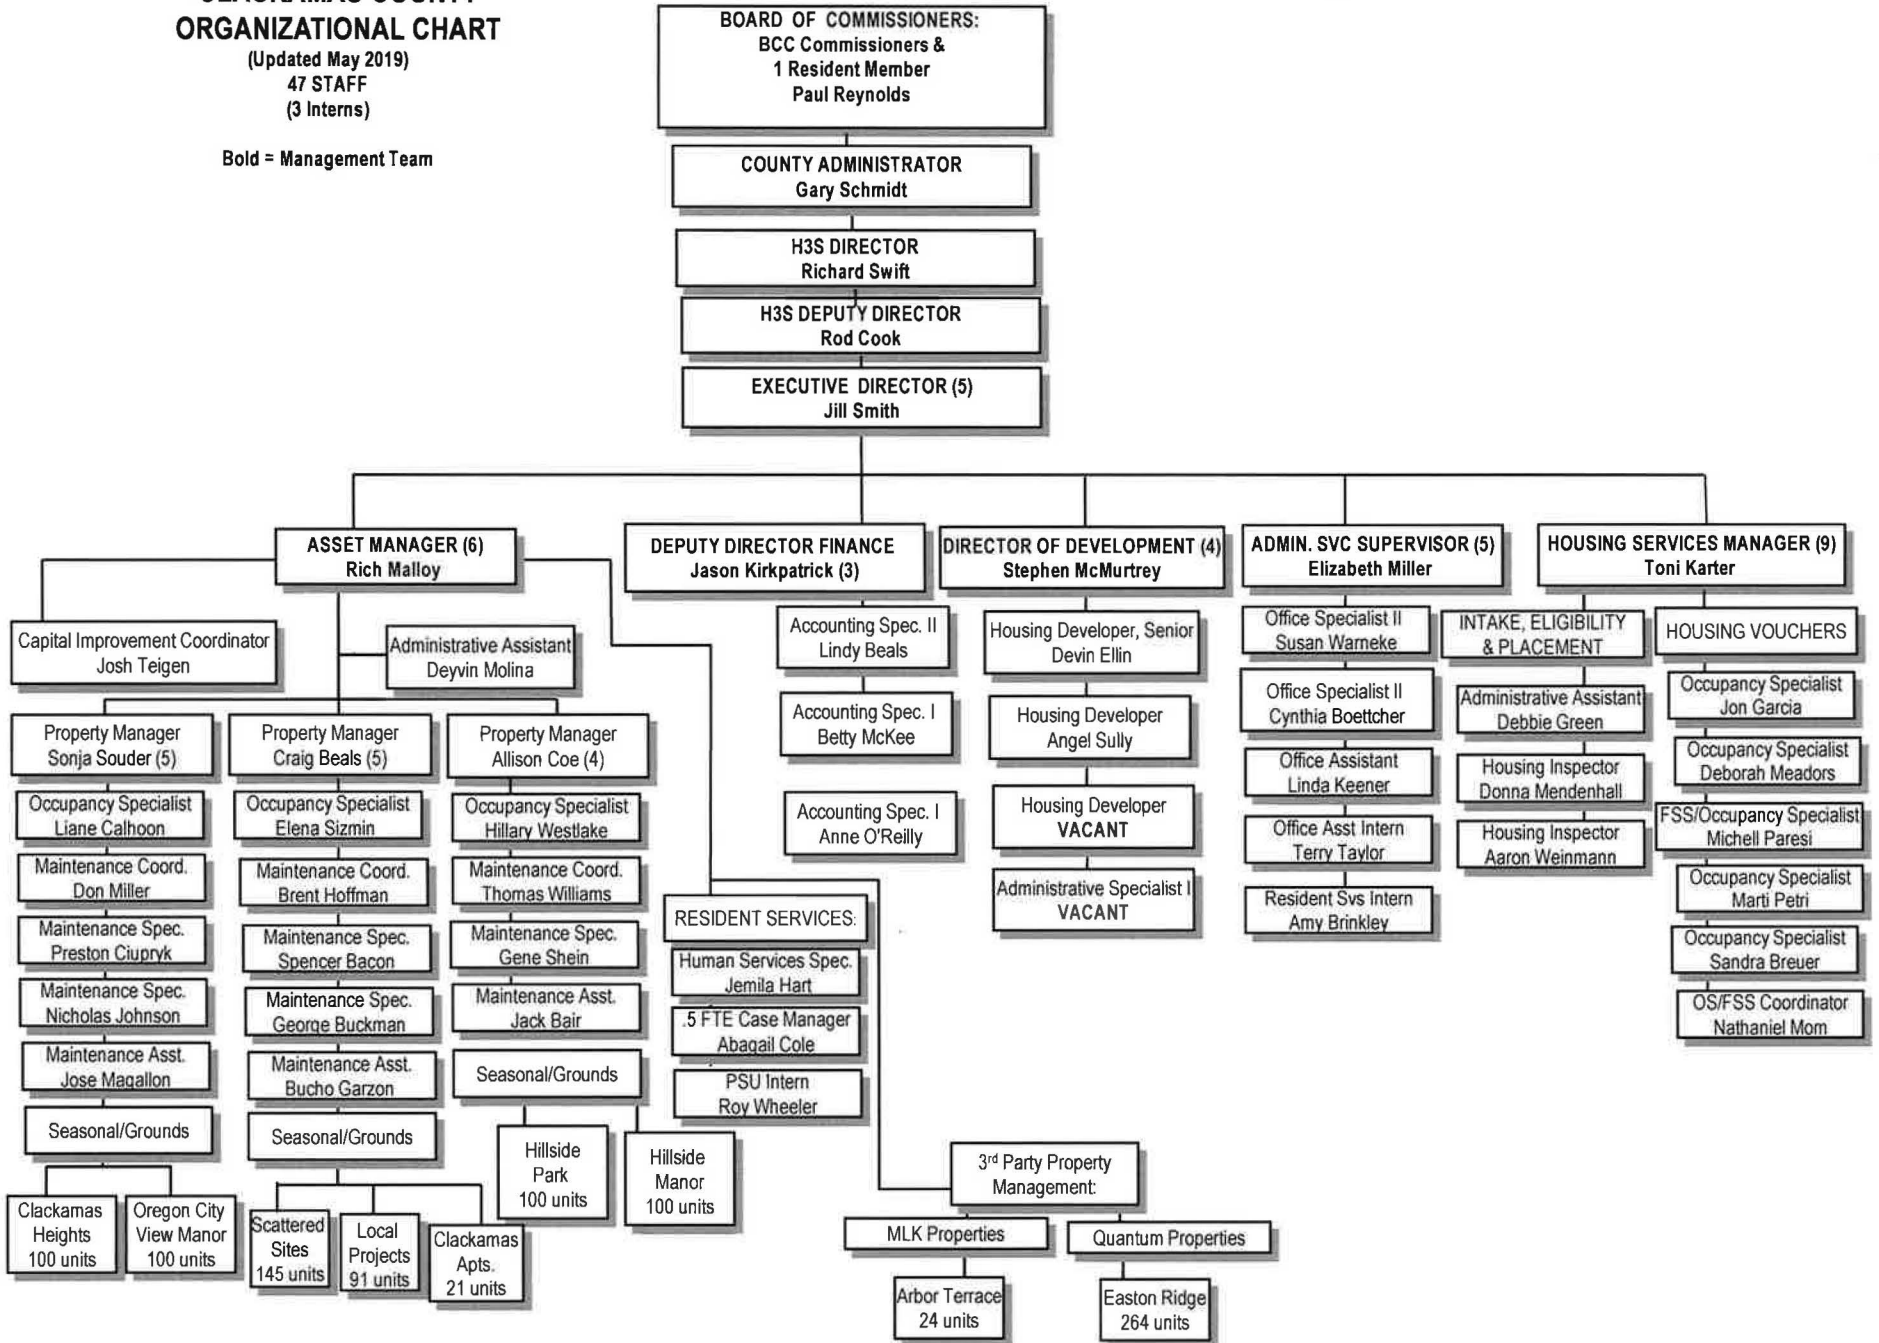 CLACKAMAS COUNTY
ORGANIZATIONAL CHART
(Updated May 2019)
47 STAFF
(3 Interns)
Bold = Management Team
BOARD OF COMMISSIONERS:
BCC Commissioners &
1 Resident Member
Paul Reynolds
COUNTY ADMINISTRATOR
Gary Schmidt
H3S DIRECTOR
Richard Swift
H3S DEPUTY DIRECTOR
Rod Cook
EXECUTIVE DIRECTOR (5)
Jill Smith
ASSET MANAGER (6)
Rich Malloy
Capital Improvement Coordinator
Josh Teigen
Administrative Assistant
Deyvin Molina
Property Manager
Sonja Souder (5)
Occupancy Specialist
Liane Calhoon
Maintenance Coord.
Don Miller
Maintenance Spec.
Preston Ciupryk
Maintenance Spec.
Nicholas Johnson
Maintenance Asst.
Jose Magallon
Seasonal/Grounds
Clackamas
Heights
100 units
Oregon City
View Manor
100 units
Property Manager
Craig Beals (5)
Occupancy Specialist
Elena Sizmin
Maintenance Coord.
Brent Hoffman
Maintenance Spec.
Spencer Bacon
Maintenance Spec.
George Buckman
Maintenance Asst.
Bucho Garzon
Seasonal/Grounds
Scattered
Sites
145 units
Local
Projects
91 units
Clackamas
Apts.
21 units
Property Manager
Allison Coe (4)
Occupancy Specialist
Hillary Westlake
Maintenance Coord.
Thomas Williams
Maintenance Spec.
Gene Shein
Maintenance Asst.
Jack Bair
Seasonal/Grounds
Hillside
Park
100 units
Hillside
Manor
100 units
RESIDENT SERVICES:
Human Services Spec.
Jemila Hart
.5 FTE Case Manager
Abagail Cole
PSU Intern
Roy Wheeler
3rd Party Property
Management:
MLK Properties
Arbor Terrace
24 units
Quantum Properties
Easton Ridge
264 units
DEPUTY DIRECTOR FINANCE
Jason Kirkpatrick (3)
Accounting Spec. II
Lindy Beals
Accounting Spec. I
Betty McKee
Accounting Spec. I
Anne O'Reilly
DIRECTOR OF DEVELOPMENT (4)
Stephen McMurtrey
Housing Developer, Senior
Devin Ellin
Housing Developer
Angel Sully
Housing Developer
VACANT
Administrative Specialist I
VACANT
ADMIN. SVC SUPERVISOR (5)
Elizabeth Miller
Office Specialist II
Susan Warneke
Office Specialist II
Cynthia Boettcher
Office Assistant
Linda Keener
Office Asst Intern
Terry Taylor
Resident Svs Intern
Amy Brinkley
HOUSING SERVICES MANAGER (9)
Toni Karter
INTAKE, ELIGIBILITY
& PLACEMENT
Administrative Assistant
Debbie Green
Housing Inspector
Donna Mendenhall
Housing Inspector
Aaron Weinmann
HOUSING VOUCHERS
Occupancy Specialist
Jon Garcia
Occupancy Specialist
Deborah Meadors
FSS/Occupancy Specialist
Michell Paresi
Occupancy Specialist
Marti Petri
Occupancy Specialist
Sandra Breuer
OS/FSS Coordinator
Nathaniel Mom